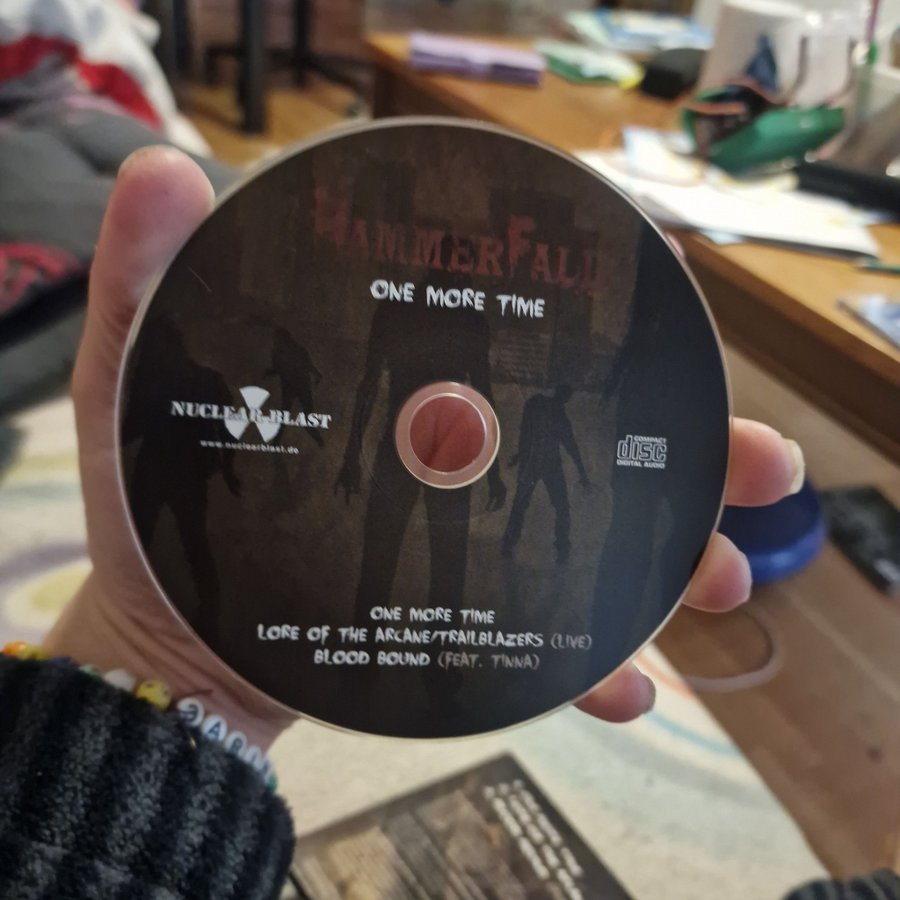 HAMMERFALL
ONE MORE TIME
NUCLEAR BLAST
www.nuclearblast.de
COMPACT
disc
DIGITAL AUDIO
ONE MORE TIME
LORE OF THE ARCANE/TRAILBLAZERS (LIVE)
BLOOD BOUND (FEAT. TINNA)